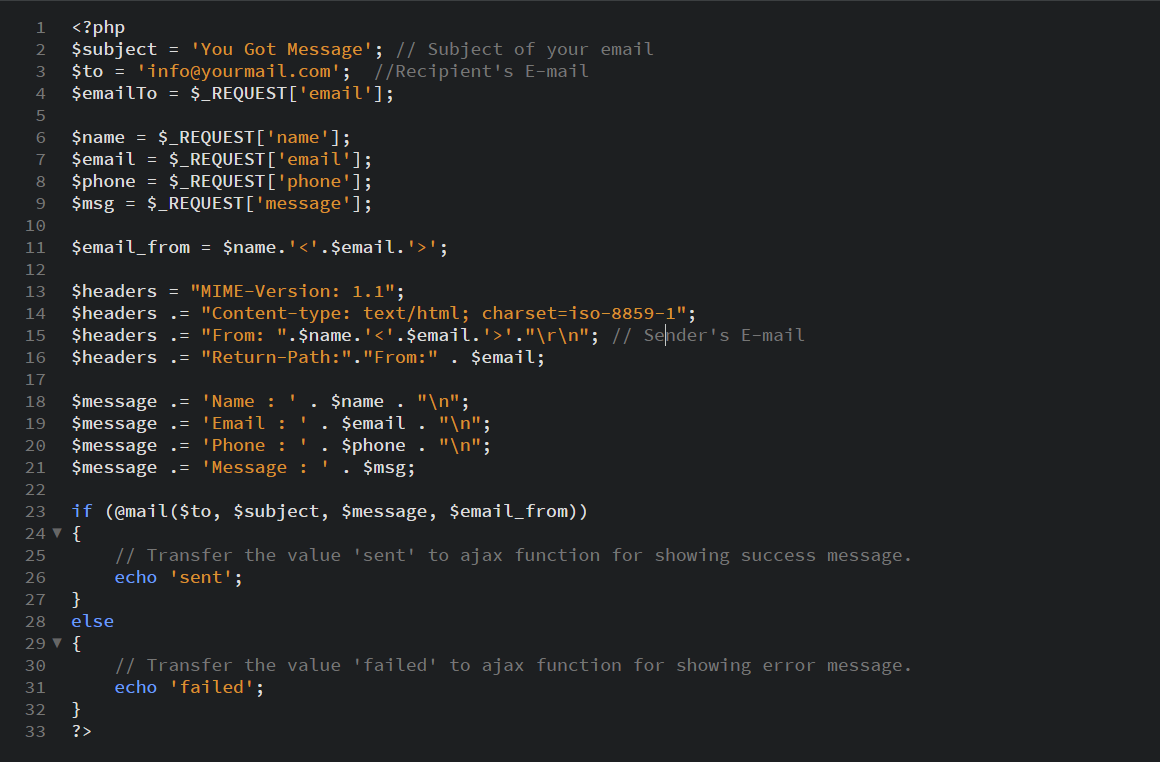 1 <?php
2 $subject = 'You Got Message'; // Subject of your email
3 $to = 'info@yourmail.com';  //Recipient's E-mail
4 $emailTo = $_REQUEST['email'];
5
6 $name = $_REQUEST['name'];
7 $email = $_REQUEST['email'];
8 $phone = $_REQUEST['phone'];
9 $msg = $_REQUEST['message'];
10
11 $email_from = $name.'<'.$email.'>';
12
13 $headers = "MIME-Version: 1.1";
14 $headers .= "Content-type: text/html; charset=iso-8859-1";
15 $headers .= "From: ".$name.'<'.$email.'>'."\r\n"; // Sender's E-mail
16 $headers .= "Return-Path:"."From:" . $email;
17
18 $message .= 'Name : ' . $name . "\n";
19 $message .= 'Email : ' . $email . "\n";
20 $message .= 'Phone : ' . $phone . "\n";
21 $message .= 'Message : ' . $msg;
22
23 if (@mail($to, $subject, $message, $email_from))
24 {
25     // Transfer the value 'sent' to ajax function for showing success message.
26     echo 'sent';
27 }
28 else
29 {
30     // Transfer the value 'failed' to ajax function for showing error message.
31     echo 'failed';
32 }
33 ?>